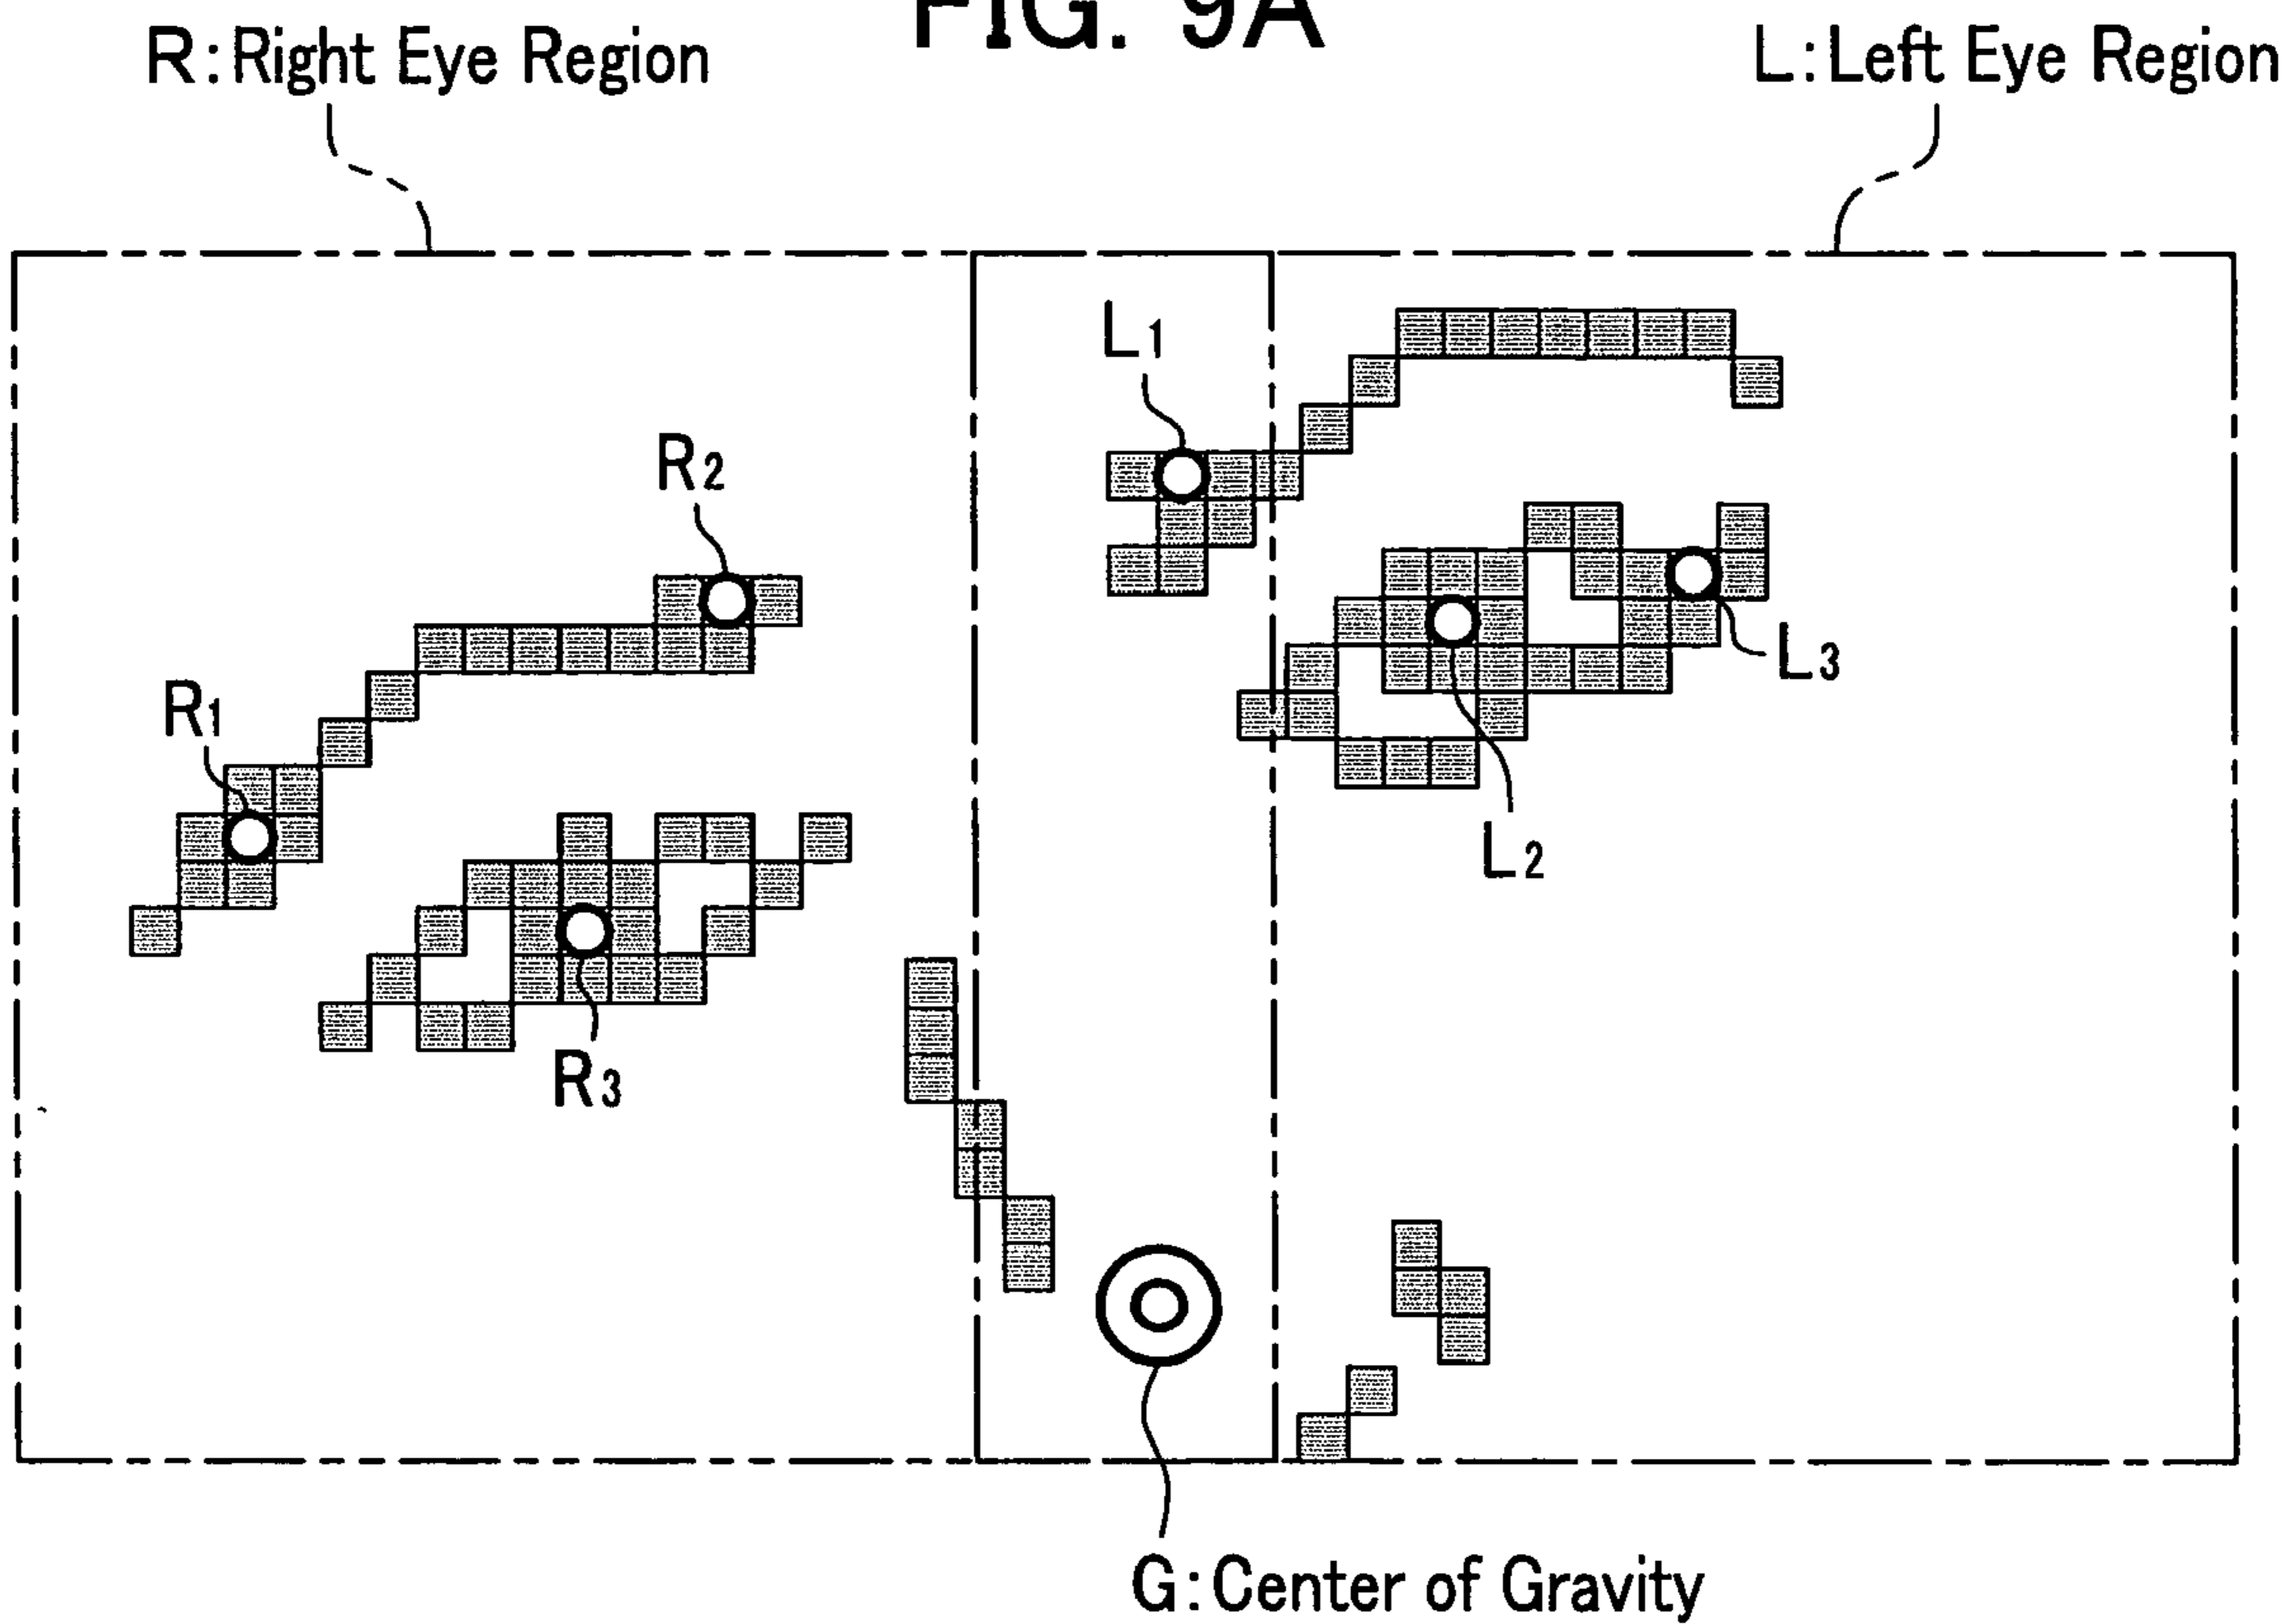 FIG. 9A
R:Right Eye Region
L:Left Eye Region
L1
R2
R1
L3
L2
R3
G:Center of Gravity